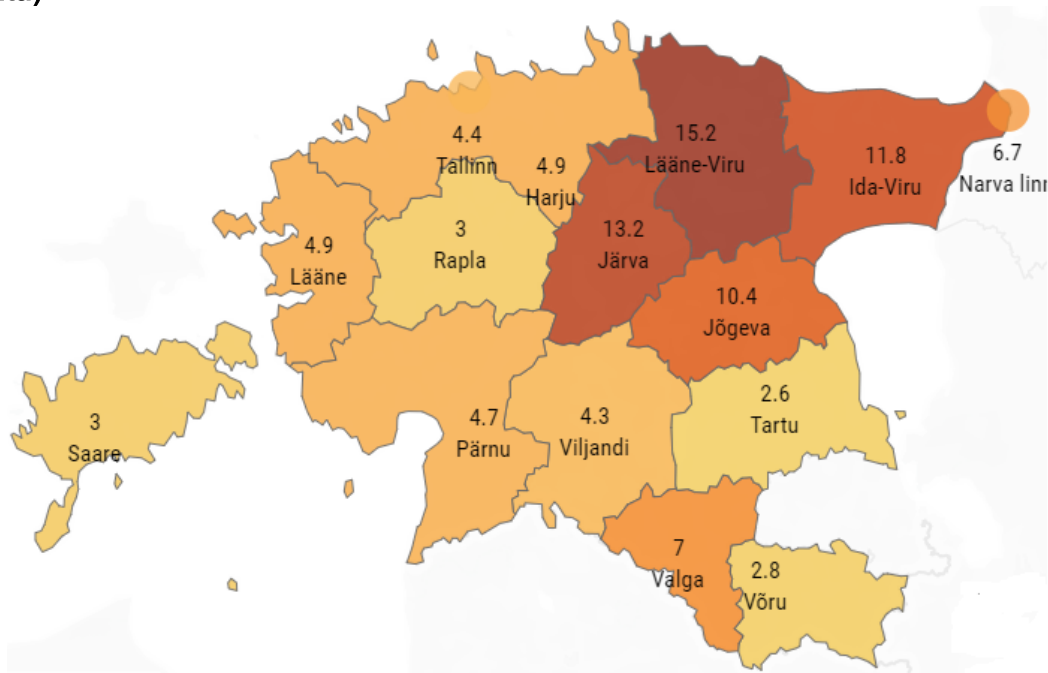 4.4
Tallinn
4.9
Harju
15.2
Lääne-Viru
11.8
Ida-Viru
6.7
Narva linn
4.9
Lääne
3
Rapla
13.2
Järva
10.4
Jõgeva
3
Saare
4.7
Pärnu
4.3
Viljandi
2.6
Tartu
7
Valga
2.8
Võru